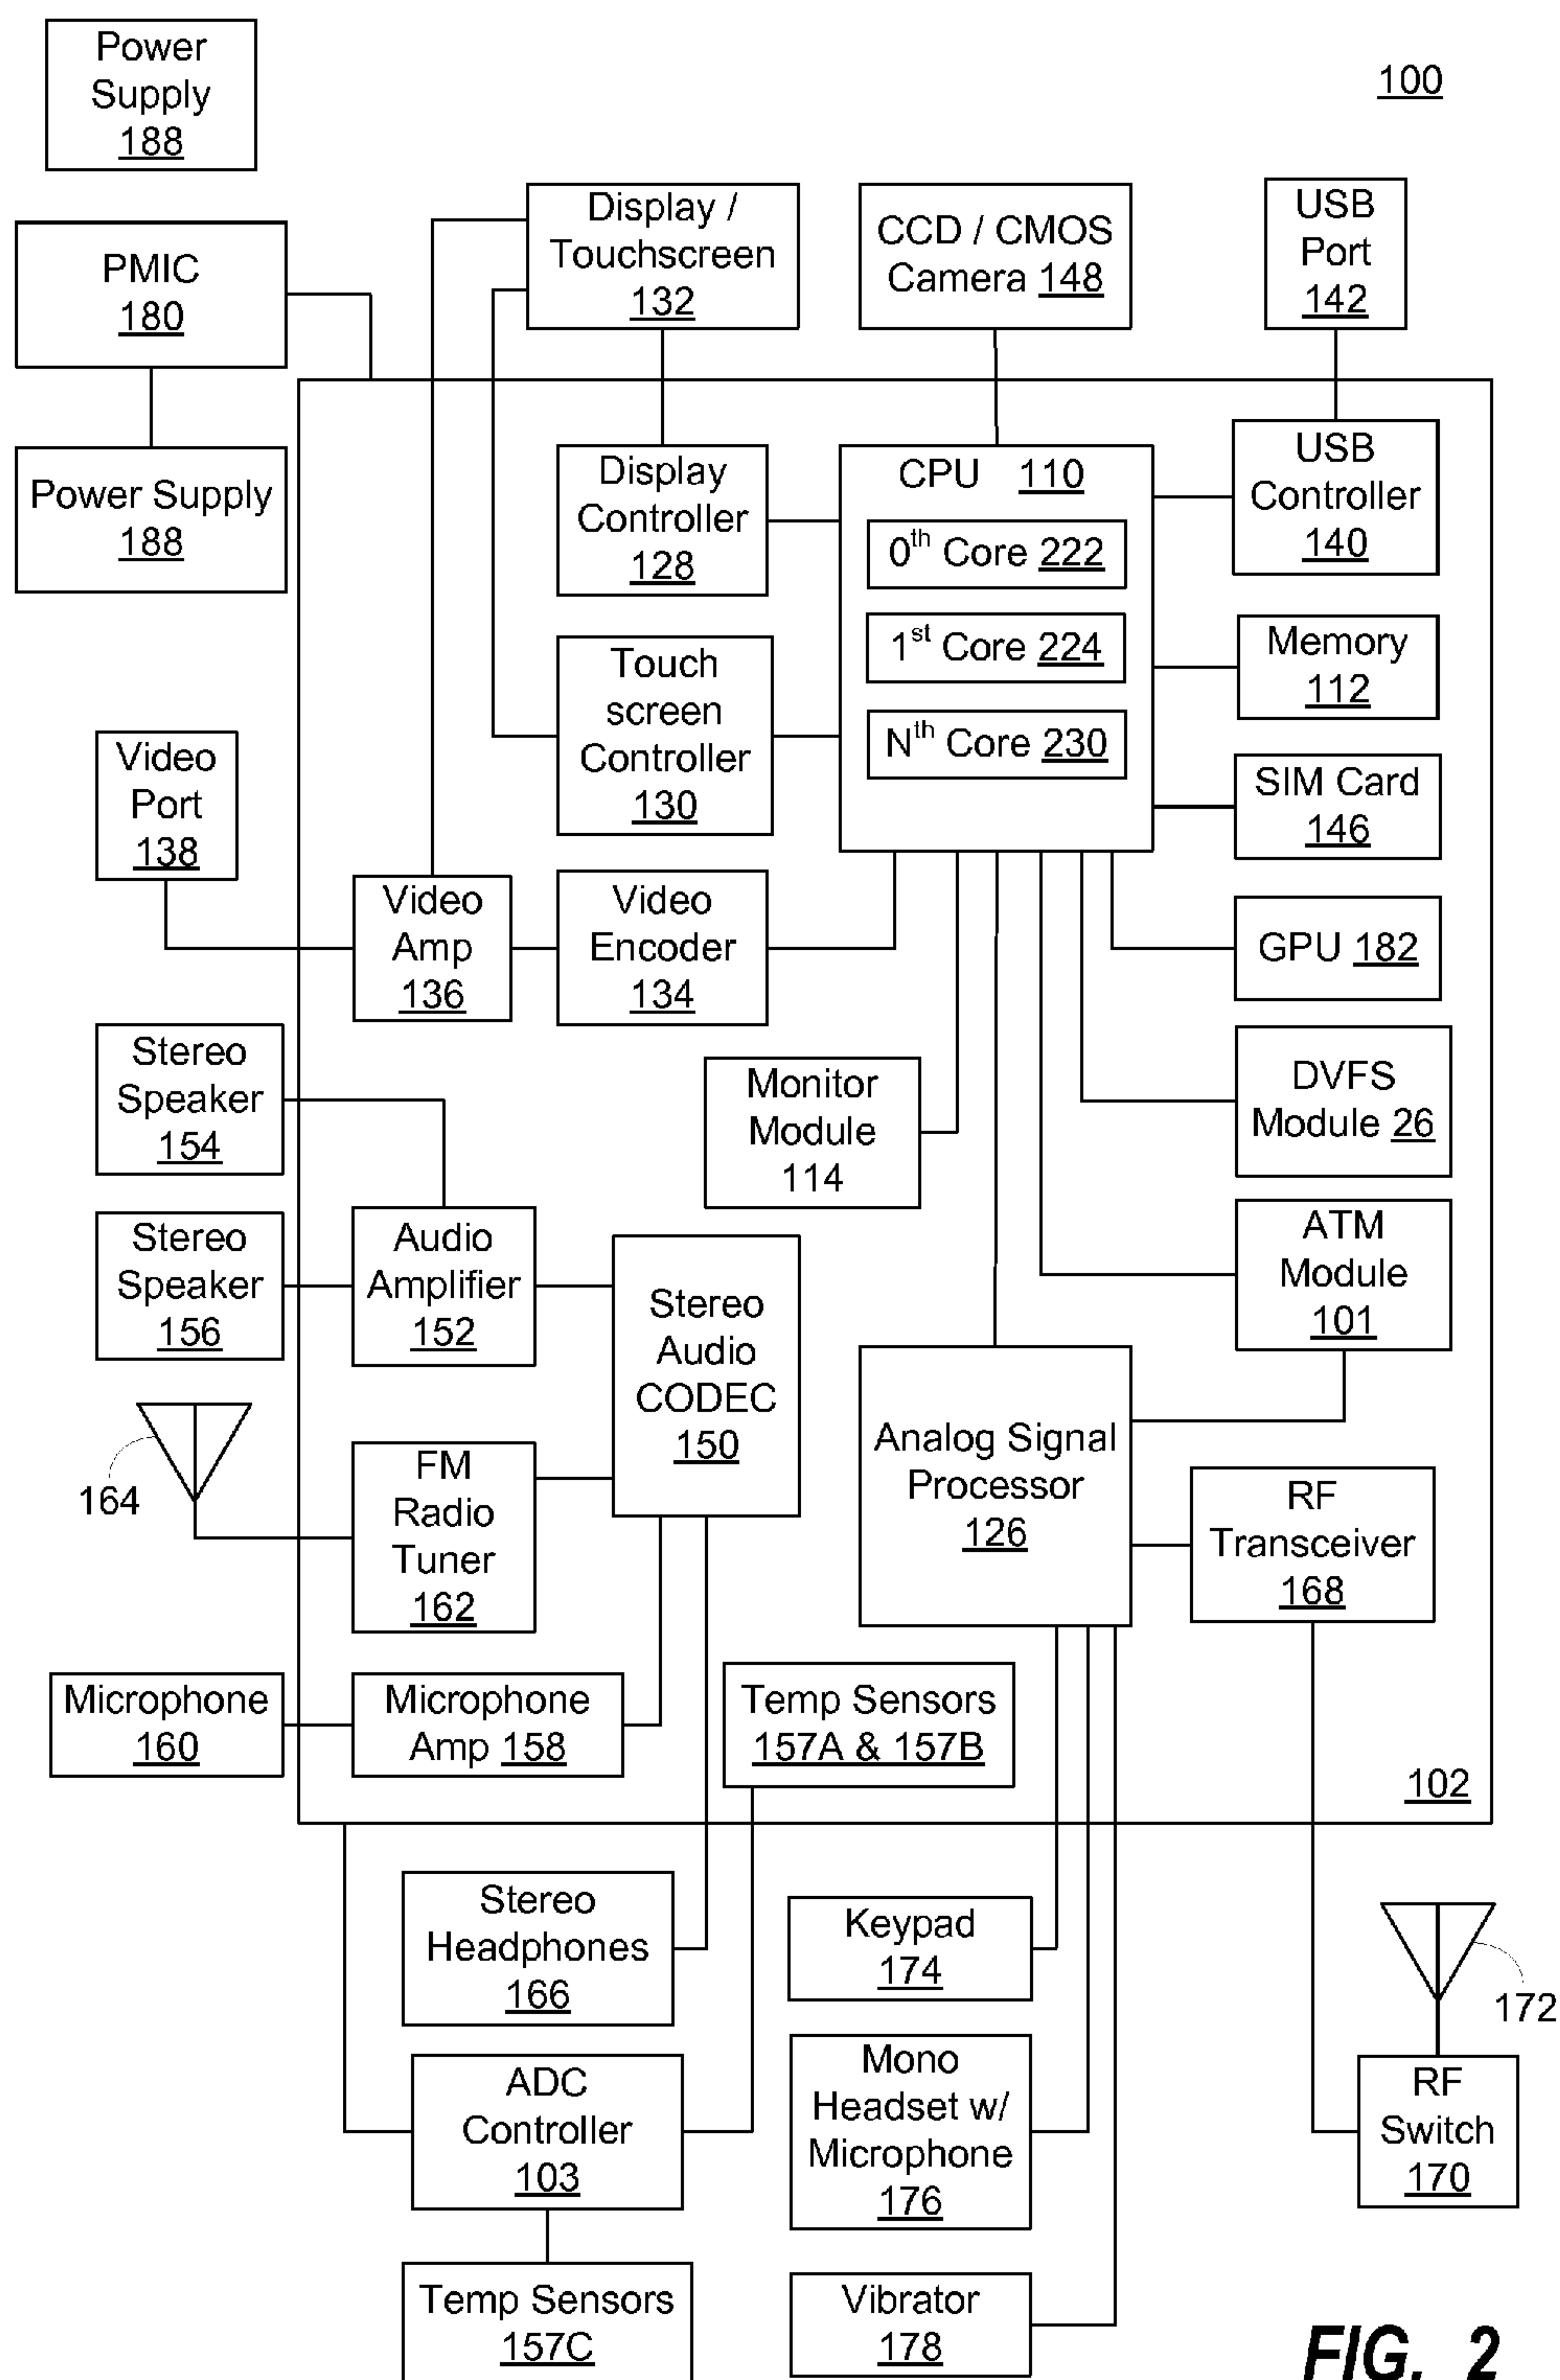 Power
Supply
188
100
PMIC
180
Display /
Touchscreen
132
CCD / CMOS
Camera 148
USB
Port
142
Power Supply
188
Display
Controller
128
CPU 110
0th Core 222
1st Core 224
Nth Core 230
USB
Controller
140
Touch
screen
Controller
130
Memory
112
SIM Card
146
Video
Port
138
Video
Amp
136
Video
Encoder
134
GPU 182
Stereo
Speaker
154
Monitor
Module
114
DVFS
Module 26
Stereo
Speaker
156
Audio
Amplifier
152
Stereo
Audio
CODEC
150
ATM
Module
101
164
FM
Radio
Tuner
162
Analog Signal
Processor
126
RF
Transceiver
168
Microphone
160
Microphone
Amp 158
Temp Sensors
157A & 157B
102
Stereo
Headphones
166
Keypad
174
172
ADC
Controller
103
Mono
Headset w/
Microphone
176
RF
Switch
170
Temp Sensors
157C
Vibrator
178
FIG. 2